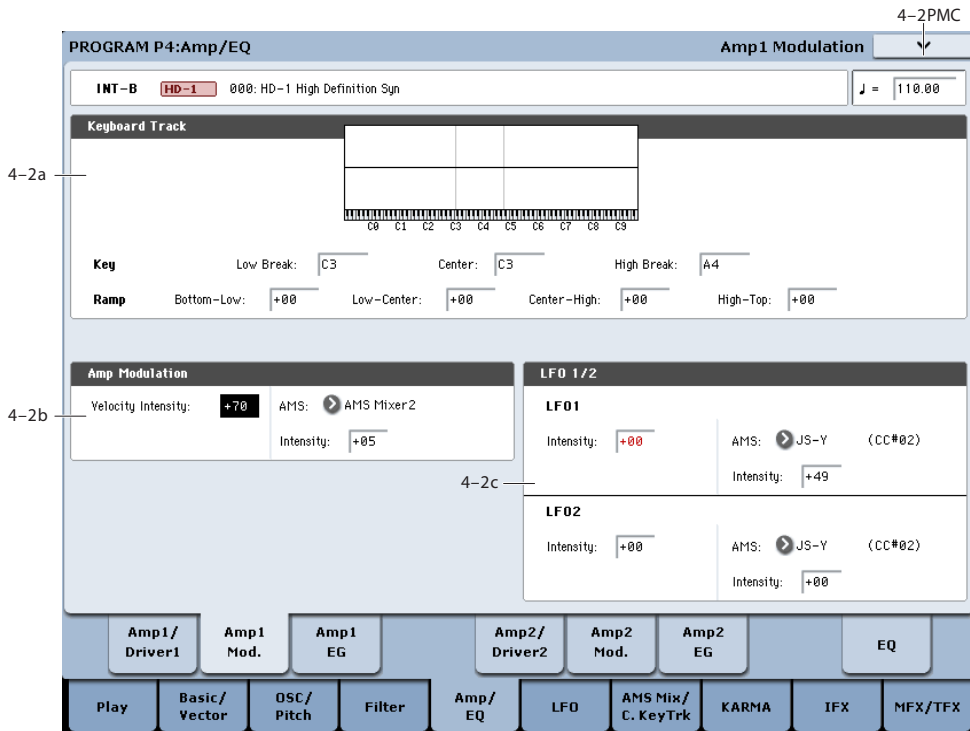 4-2PMC
PROGRAM P4:Amp/EQ
Amp1 Modulation
INT-B HD-1 000: HD-1 High Definition Syn
♩ = 110.00
Keyboard Track
4-2a
C0 C1 C2 C3 C4 C5 C6 C7 C8 C9
Key Low Break: C3 Center: C3 High Break: A4
Ramp Bottom-Low: +00 Low-Center: +00 Center-High: +00 High-Top: +00
Amp Modulation
4-2b
Velocity Intensity: +70 AMS: AMS Mixer2
Intensity: +05
LFO 1/2
LFO1
Intensity: +00 AMS: JS-Y (CC#02)
Intensity: +49
4-2c
LFO2
Intensity: +00 AMS: JS-Y (CC#02)
Intensity: +00
Amp1/
Driver1
Amp1
Mod.
Amp1
EG
Amp2/
Driver2
Amp2
Mod.
Amp2
EG
EQ
Play
Basic/
Vector
OSC/
Pitch
Filter
Amp/
EQ
LFO
AMS Mix/
C. KeyTrk
KARMA
IFX
MFX/TFX